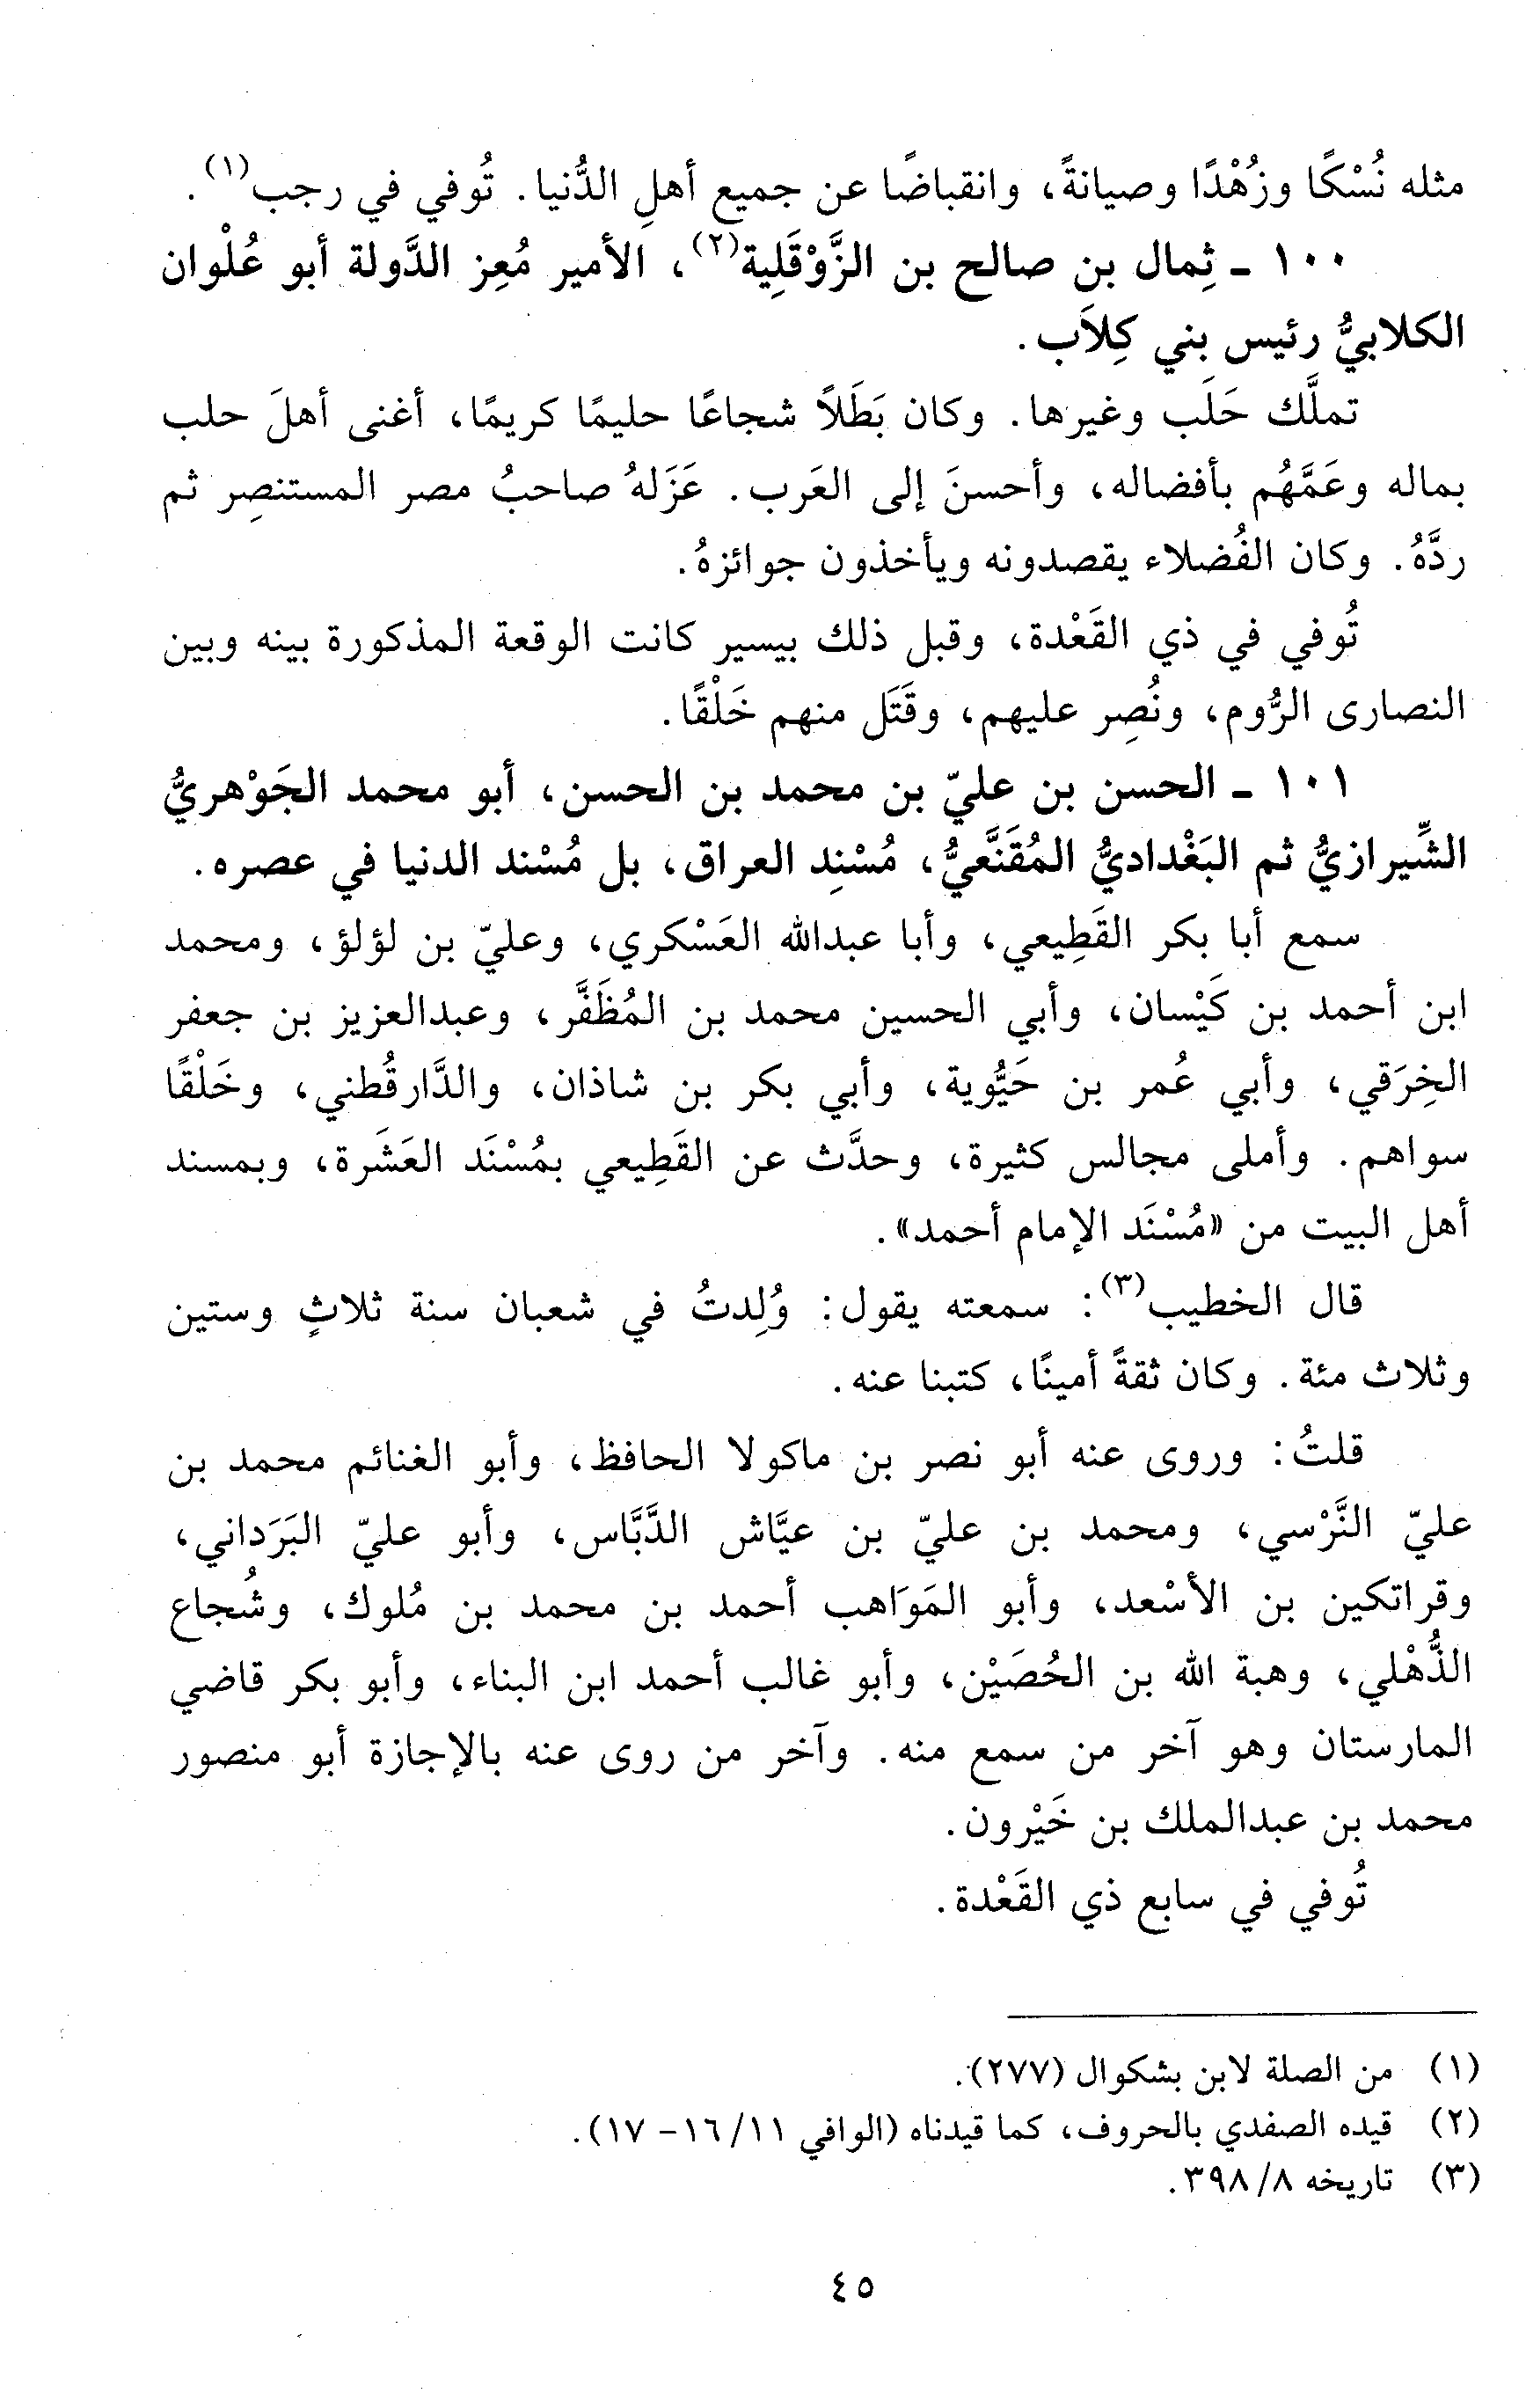 مثله نُسْكًا وزُهْدًا وصيانةً، وانقباضًا عن جميع أهلِ الدُّنيا. تُوفي في رجب(١).
١٠٠ ـ ثِمال بن صالح بن الزَّوْقَلِية(٢)، الأمير مُعِز الدَّولة أبو عُلْوان
الكلابيُّ رئيس بني كِلاَب.
تملَّك حَلَب وغيرها. وكان بَطَلاً شجاعًا حليمًا كريمًا، أغنى أهلَ حلب
بماله وعَمَّهُم بأفضاله، وأحسنَ إلى العَرب. عَزَلهُ صاحبُ مصر المستنصِر ثم
ردَّهُ. وكان الفُضلاء يقصدونه ويأخذون جوائزهُ.
تُوفي في ذي القَعْدة، وقبل ذلك بيسير كانت الوقعة المذكورة بينه وبين
النصارى الرُّوم، ونُصِر عليهم، وقَتَل منهم خَلْقًا.
١٠١ ـ الحسن بن عليّ بن محمد بن الحسن، أبو محمد الجَوْهريُّ
الشِّيرازيُّ ثم البَغْداديُّ المُقَنَّعيُّ، مُسْنِد العراق، بل مُسْند الدنيا في عصره.
سمع أبا بكر القَطِيعي، وأبا عبدالله العَسْكري، وعليّ بن لؤلؤ، ومحمد
ابن أحمد بن كَيْسان، وأبي الحسين محمد بن المُظَفَّر، وعبدالعزيز بن جعفر
الخِرَقي، وأبي عُمر بن حَيُّوية، وأبي بكر بن شاذان، والدَّارقُطني، وخَلْقًا
سواهم. وأملى مجالس كثيرة، وحدَّث عن القَطِيعي بمُسْنَد العَشَرة، وبمسند
أهل البيت من «مُسْنَد الإمام أحمد».
قال الخطيب(٣): سمعته يقول: وُلِدتُ في شعبان سنة ثلاثٍ وستين
وثلاث مئة. وكان ثقةً أمينًا، كتبنا عنه.
قلتُ: وروى عنه أبو نصر بن ماكولا الحافظ، وأبو الغنائم محمد بن
عليّ النَّرْسي، ومحمد بن عليّ بن عيَّاش الدَّبَّاس، وأبو عليّ البَرَداني،
وقراتكين بن الأسْعد، وأبو المَوَاهب أحمد بن محمد بن مُلوك، وشُجاع
الذُّهْلي، وهبة الله بن الحُصَيْن، وأبو غالب أحمد ابن البناء، وأبو بكر قاضي
المارستان وهو آخر من سمع منه. وآخر من روى عنه بالإجازة أبو منصور
محمد بن عبدالملك بن خَيْرون.
تُوفي في سابع ذي القَعْدة.
(١) من الصلة لابن بشكوال (٢٧٧).
(٢) قيده الصفدي بالحروف، كما قيدناه (الوافي ١١/ ١٦- ١٧).
(٣) تاريخه ٨/ ٣٩٨.
٤٥